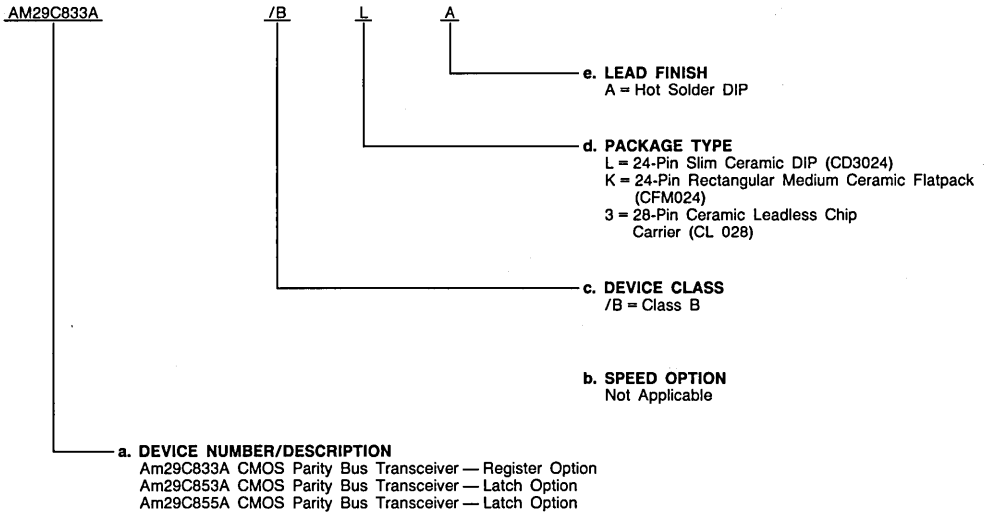 AM29C833A /B L A
e. LEAD FINISH
A = Hot Solder DIP
d. PACKAGE TYPE
L = 24-Pin Slim Ceramic DIP (CD3024)
K = 24-Pin Rectangular Medium Ceramic Flatpack
(CFM024)
3 = 28-Pin Ceramic Leadless Chip
Carrier (CL 028)
c. DEVICE CLASS
/B = Class B
b. SPEED OPTION
Not Applicable
a. DEVICE NUMBER/DESCRIPTION
Am29C833A CMOS Parity Bus Transceiver — Register Option
Am29C853A CMOS Parity Bus Transceiver — Latch Option
Am29C855A CMOS Parity Bus Transceiver — Latch Option